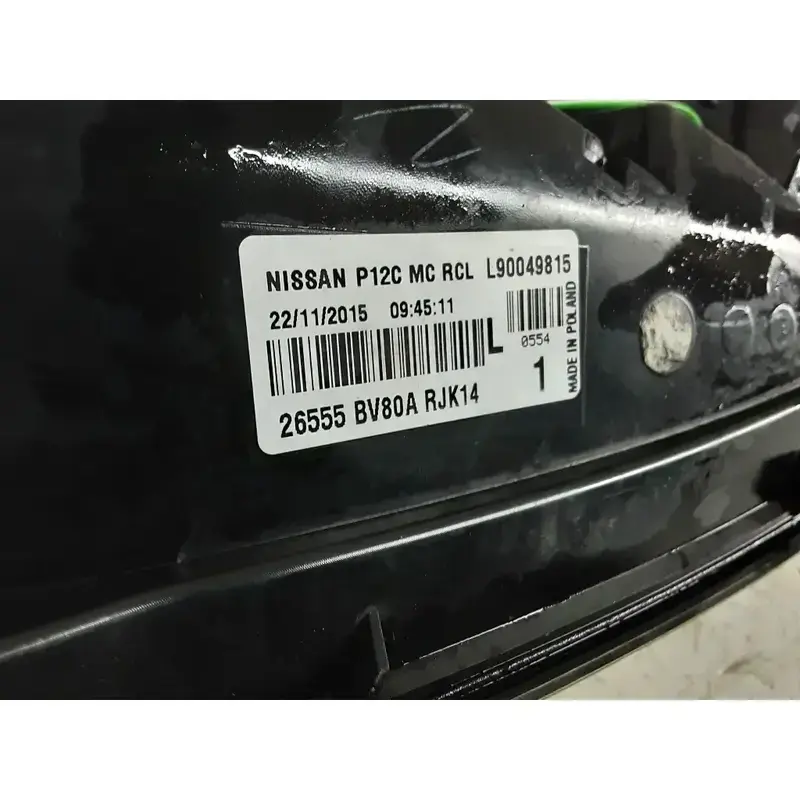 NISSAN P12C MC RCL L90049815
22/11/2015 09:45:11
L
0554
1
26555 BV80A RJK14
MADE IN POLAND